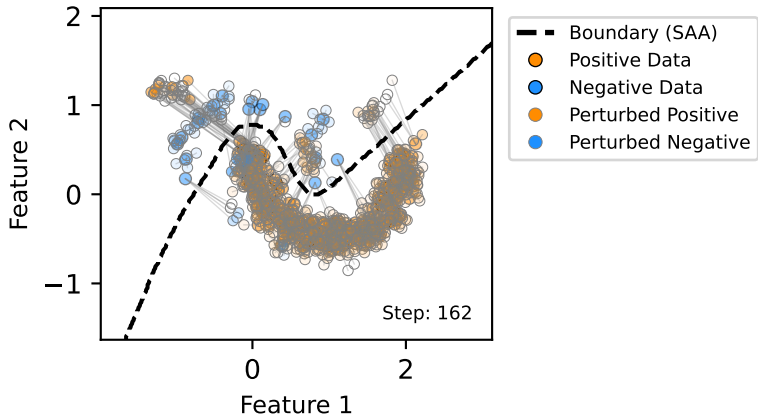 2
1
0
−1
Feature 2
0
2
Feature 1
Step: 162
Boundary (SAA)
Positive Data
Negative Data
Perturbed Positive
Perturbed Negative